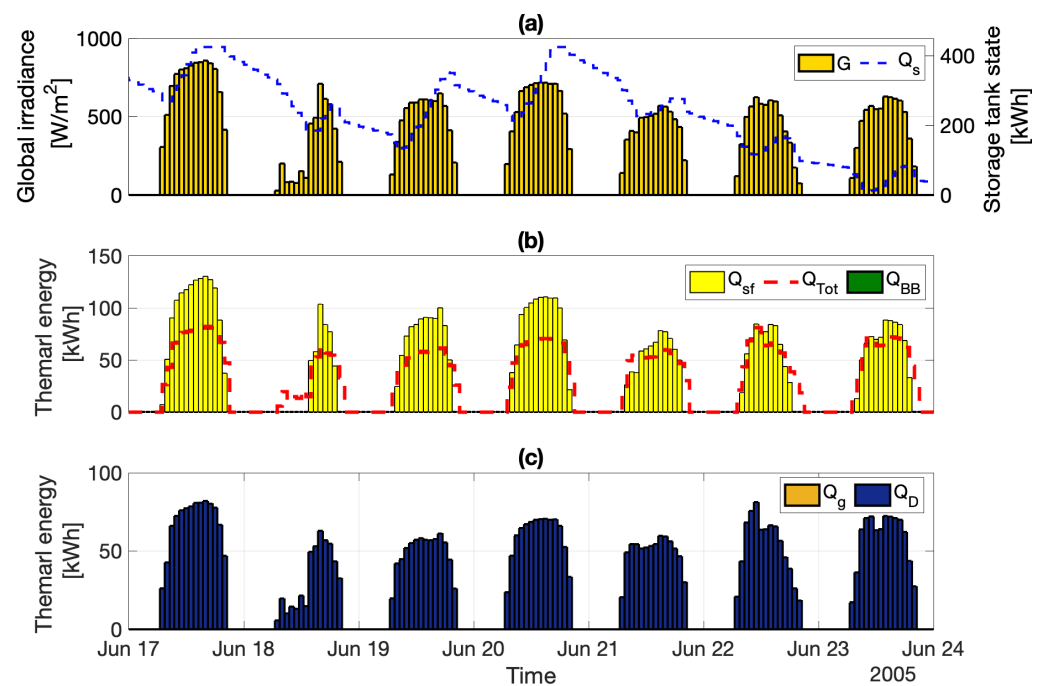 (a)
Global irradiance
[W/m2]
1000
500
0
G
Qs
400
200
0
Storage tank state
[kWh]
(b)
Themarl energy
[kWh]
150
100
50
0
Qsf
QTot
QBB
(c)
Themarl energy
[kWh]
100
50
0
Qg
QD
Jun 17
Jun 18
Jun 19
Jun 20
Jun 21
Jun 22
Jun 23
Jun 24
Time
2005